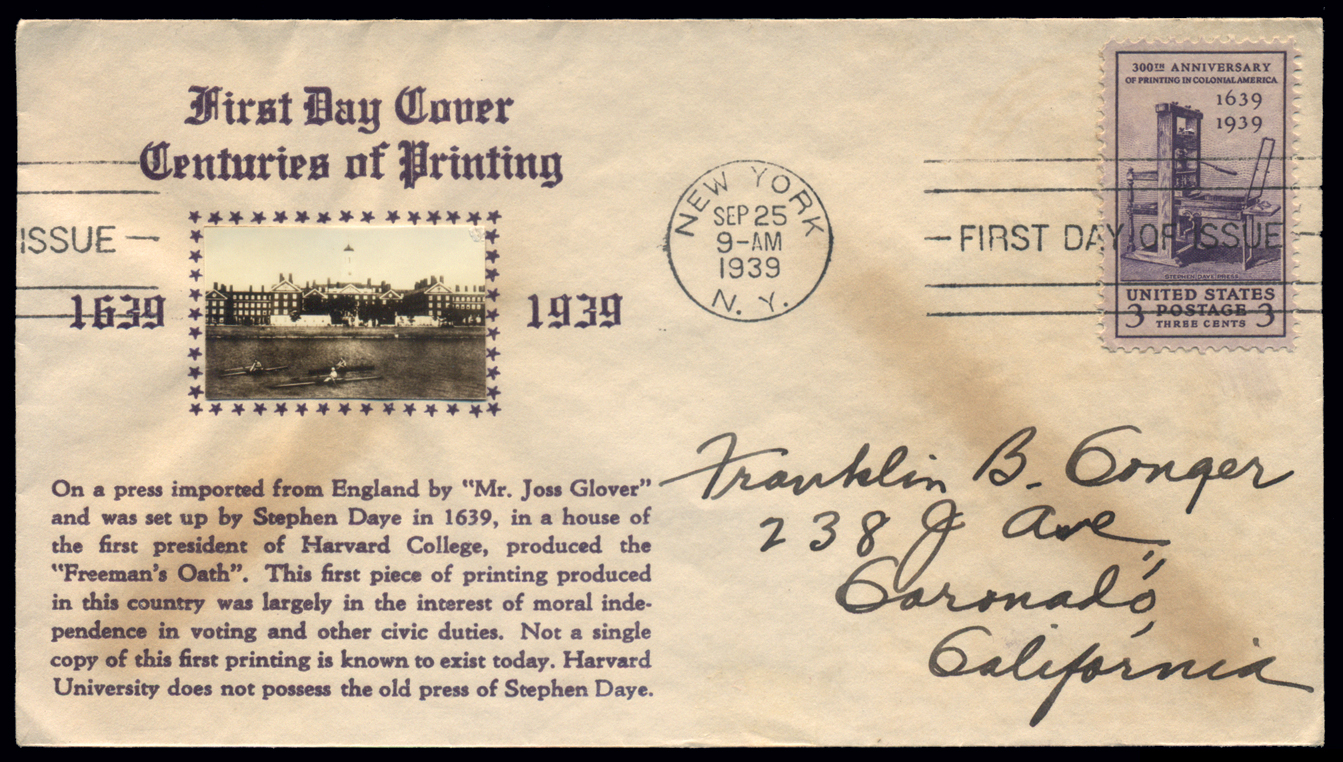 First Day Cover
Centuries of Printing
1639
1939
On a press imported from England by "Mr. Joss Glover"
and was set up by Stephen Daye in 1639, in a house of
the first president of Harvard College, produced the
"Freeman's Oath". This first piece of printing produced
in this country was largely in the interest of moral inde-
pendence in voting and other civic duties. Not a single
copy of this first printing is known to exist today. Harvard
University does not possess the old press of Stephen Daye.
ISSUE —
NEW YORK
SEP 25
9-AM
1939
N. Y.
— FIRST DAY OF ISSUE —
300TH ANNIVERSARY
OF PRINTING IN COLONIAL AMERICA
1639
1939
STEPHEN DAYE PRESS
UNITED STATES
3 POSTAGE 3
THREE CENTS
Franklin B. Conger
238 J Ave,
Coronado,
California